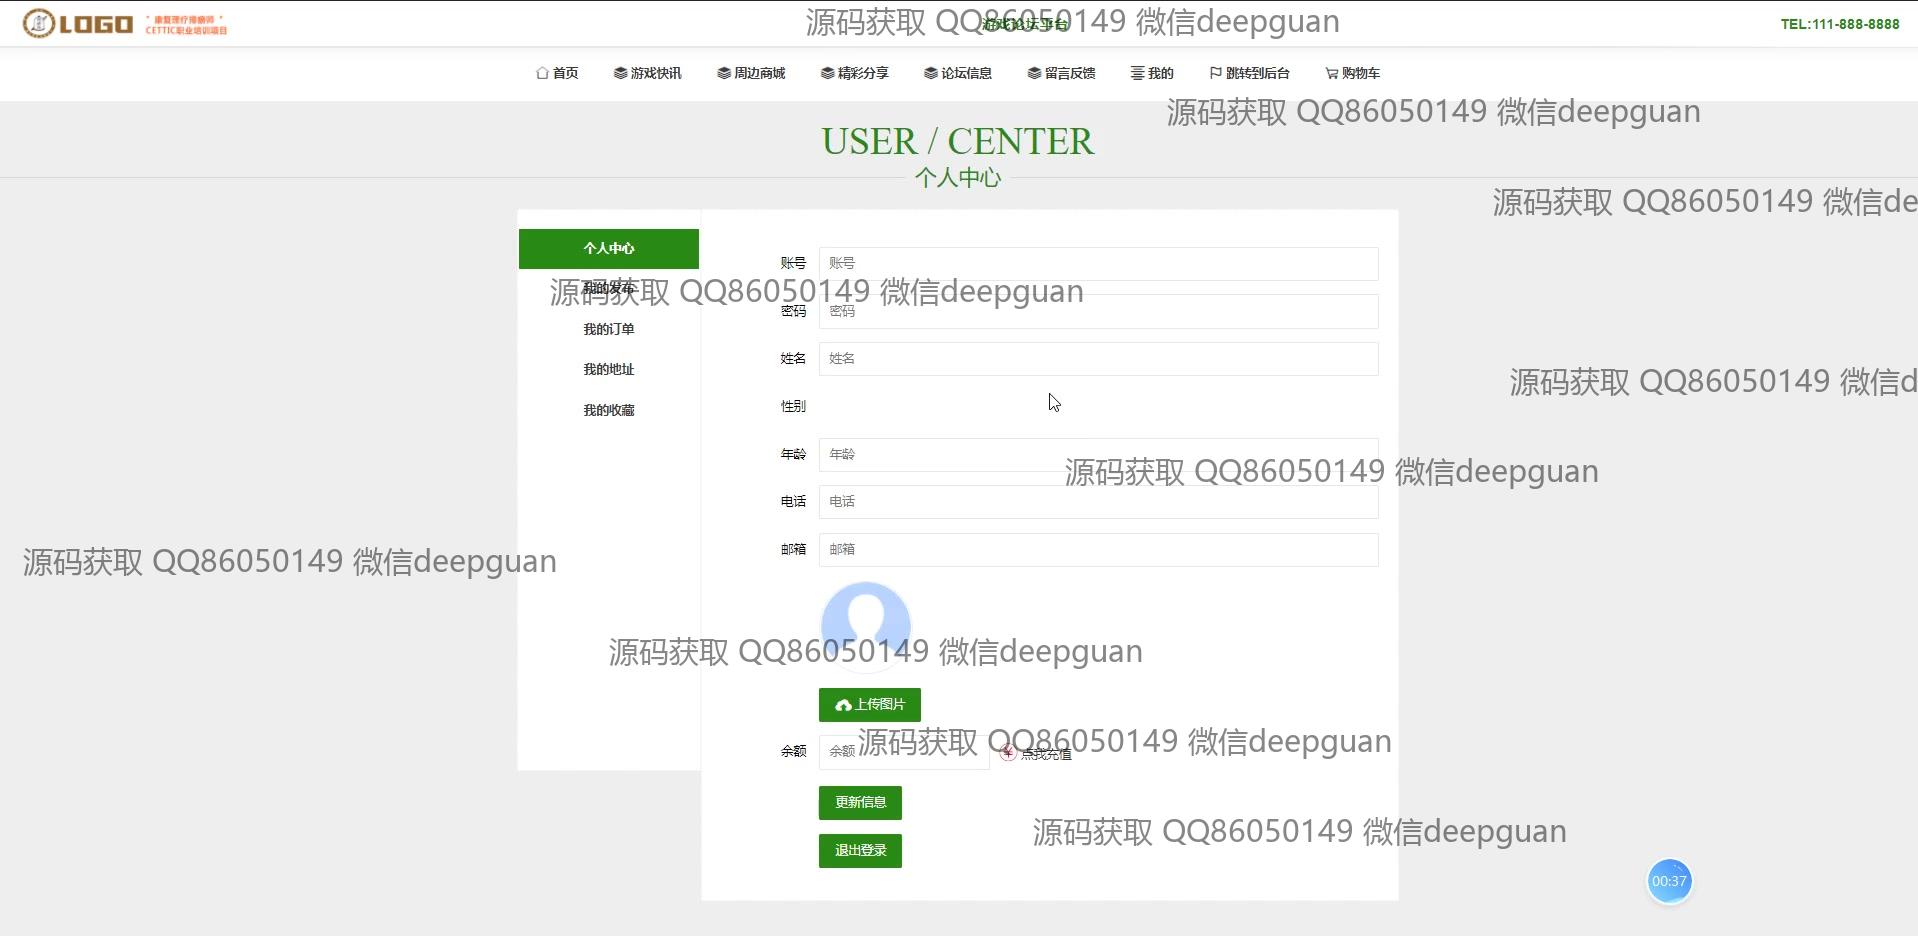 LOGO
康复理疗排痧师
CETTIC职业培训项目
游戏论坛平台
源码获取 QQ86050149 微信deepguan
TEL:111-888-8888
首页
游戏快讯
周边商城
精彩分享
论坛信息
留言反馈
我的
跳转到后台
购物车
源码获取 QQ86050149 微信deepguan
USER / CENTER
个人中心
源码获取 QQ86050149 微信de
个人中心
我的发布
我的订单
我的地址
我的收藏
账号 账号
源码获取 QQ86050149 微信deepguan
密码 密码
姓名 姓名
源码获取 QQ86050149 微信d
性别
年龄 年龄
源码获取 QQ86050149 微信deepguan
电话 电话
邮箱 邮箱
源码获取 QQ86050149 微信deepguan
源码获取 QQ86050149 微信deepguan
上传图片
余额 余额
源码获取 QQ86050149 微信deepguan
点我充值
更新信息
源码获取 QQ86050149 微信deepguan
退出登录
00:37